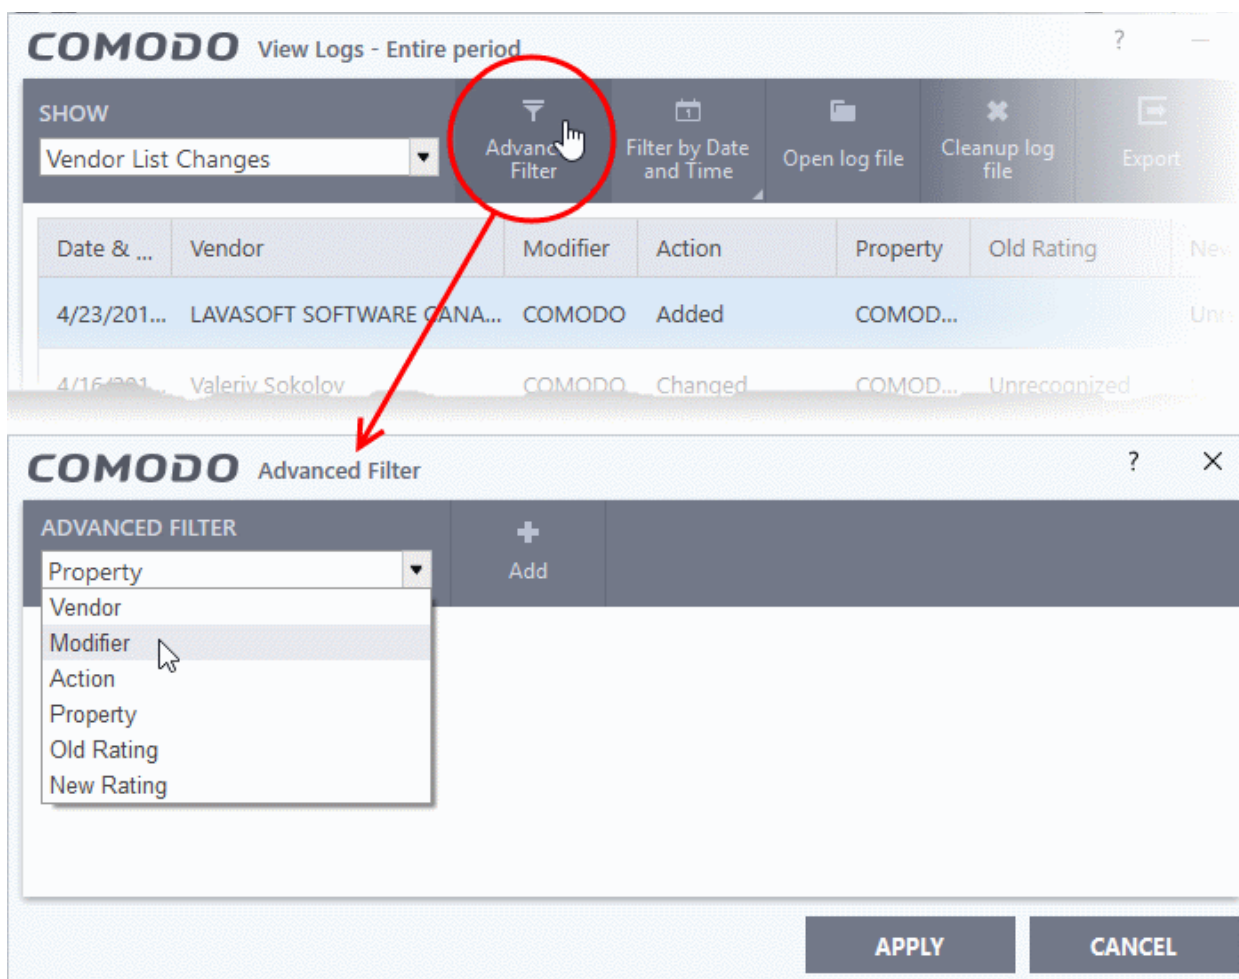 COMODO View Logs - Entire period
?
SHOW
Vendor List Changes
Filter
Filter by Date
and Time
Open log file
Cleanup log
file
Export
Date & ... Vendor Modifier Action Property Old Rating
4/23/201... LAVASOFT SOFTWARE CANA... COMODO Added COMOD...
Valeriy Sokolov COMODO Changed COMOD... Unrecognized
COMODO Advanced Filter
?
ADVANCED FILTER
Property
Add
Vendor
Modifier
Action
Property
Old Rating
New Rating
APPLY
CANCEL